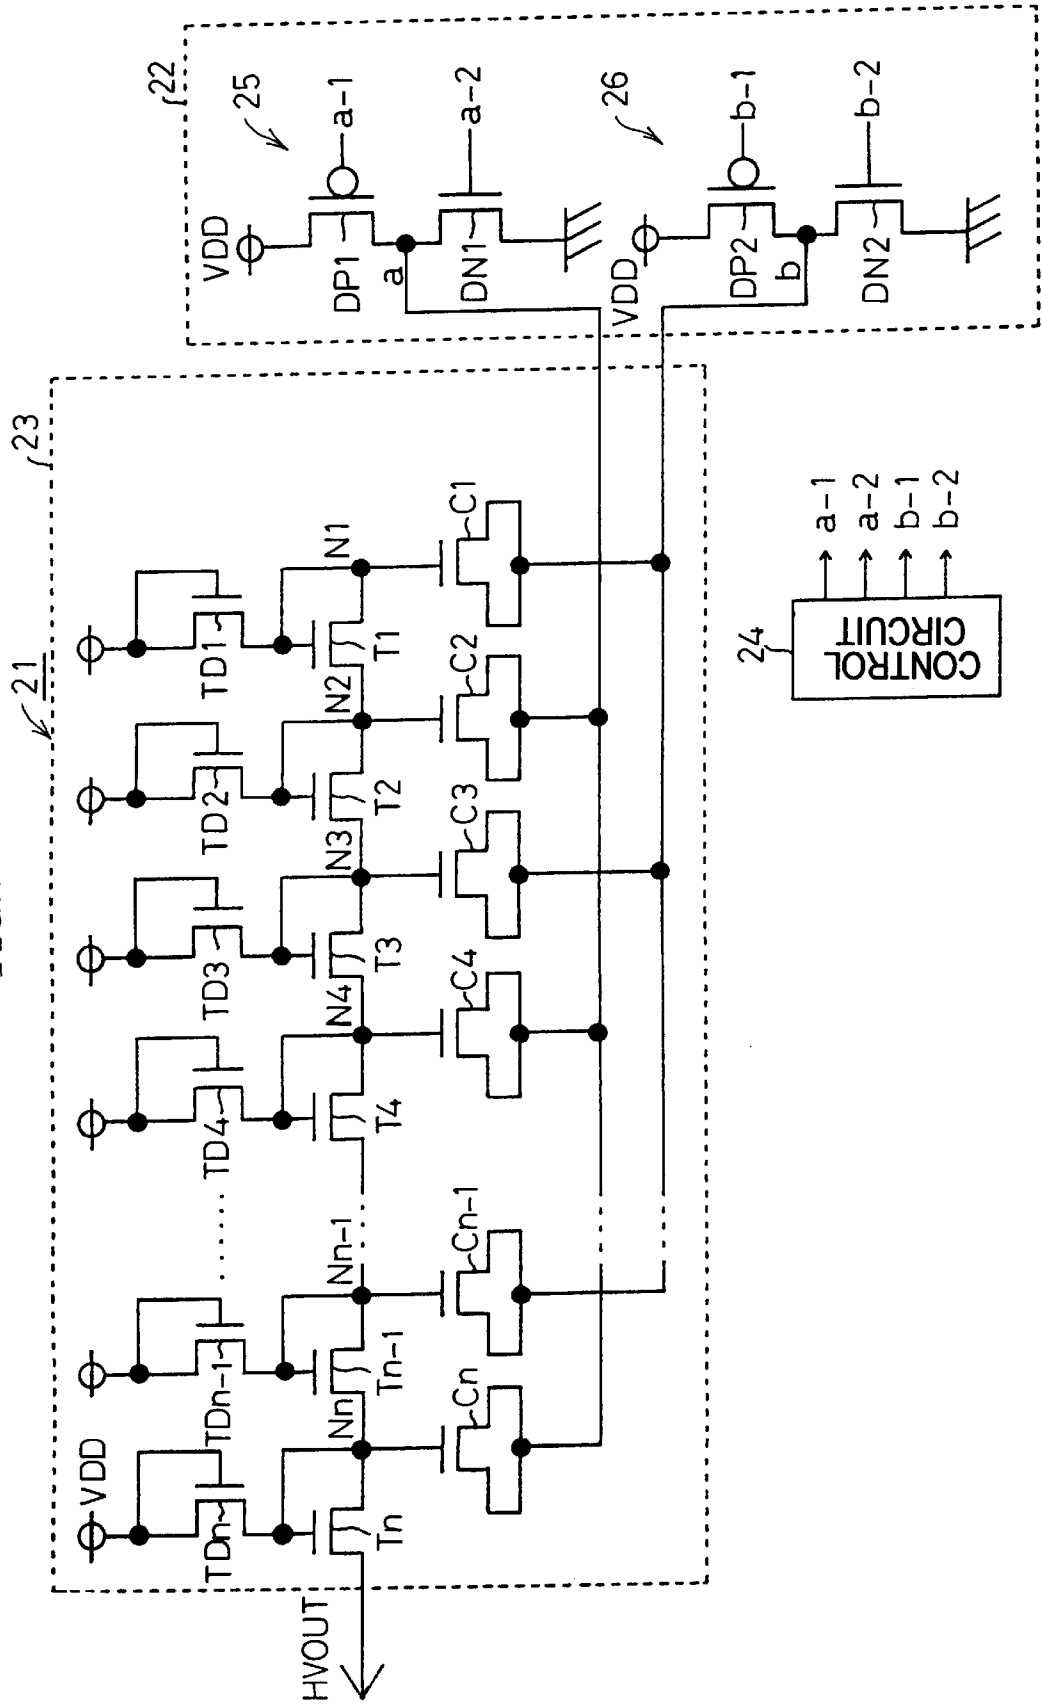 21
23
22
VDD
TDn
TDn-1
TD4
TD3
TD2
TD1
HVOUT
Tn
Nn
Tn-1
Nn-1
T4
N4
T3
N3
T2
N2
T1
N1
Cn
Cn-1
C4
C3
C2
C1
VDD
25
DP1
a-1
a
DN1
a-2
VDD
26
DP2
b-1
b
DN2
b-2
24
CONTROL
CIRCUIT
a-1
a-2
b-1
b-2